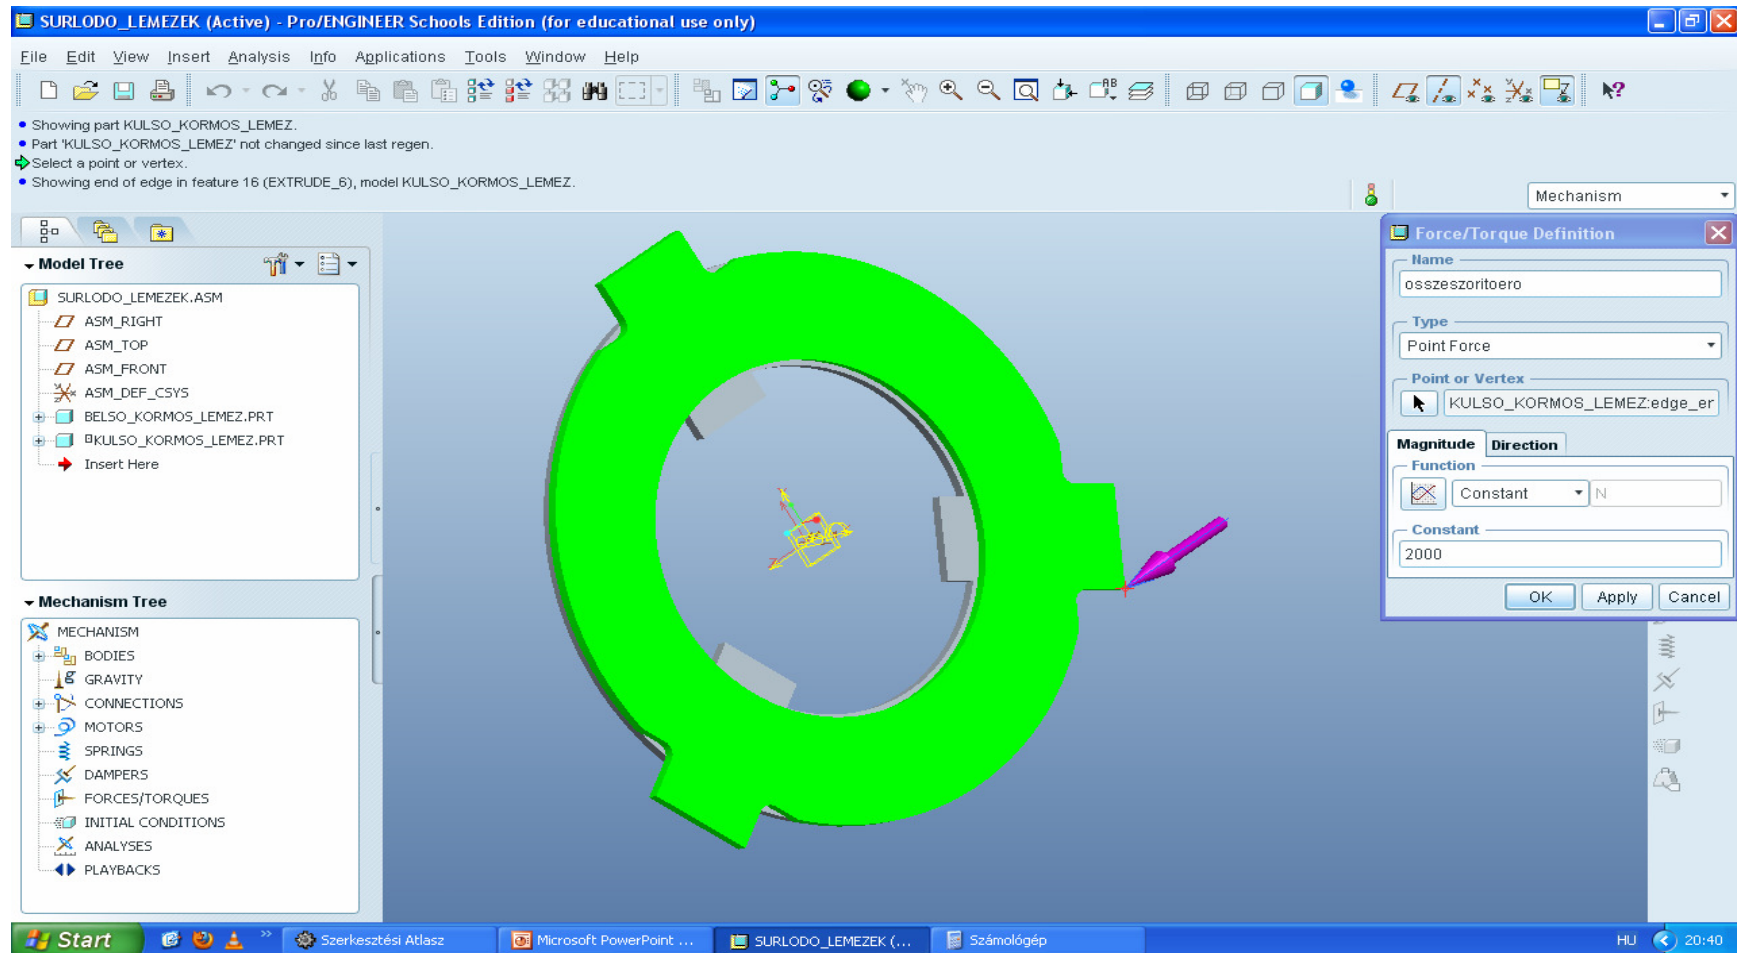 SURLODO_LEMEZEK (Active) - Pro/ENGINEER Schools Edition (for educational use only)
File Edit View Insert Analysis Info Applications Tools Window Help
Showing part KULSO_KORMOS_LEMEZ.
Part 'KULSO_KORMOS_LEMEZ' not changed since last regen.
Select a point or vertex.
Showing end of edge in feature 16 (EXTRUDE_6), model KULSO_KORMOS_LEMEZ.
Mechanism
Model Tree
SURLODO_LEMEZEK.ASM
ASM_RIGHT
ASM_TOP
ASM_FRONT
ASM_DEF_CSYS
BELSO_KORMOS_LEMEZ.PRT
KULSO_KORMOS_LEMEZ.PRT
Insert Here
Mechanism Tree
MECHANISM
BODIES
GRAVITY
CONNECTIONS
MOTORS
SPRINGS
DAMPERS
FORCES/TORQUES
INITIAL CONDITIONS
ANALYSES
PLAYBACKS
Force/Torque Definition
Name
osszeszoritoero
Type
Point Force
Point or Vertex
KULSO_KORMOS_LEMEZ:edge_er
Magnitude Direction
Function
Constant N
Constant
2000
OK Apply Cancel
Start Szerkesztési Atlasz Microsoft PowerPoint ... SURLODO_LEMEZEK (... Számológép HU 20:40